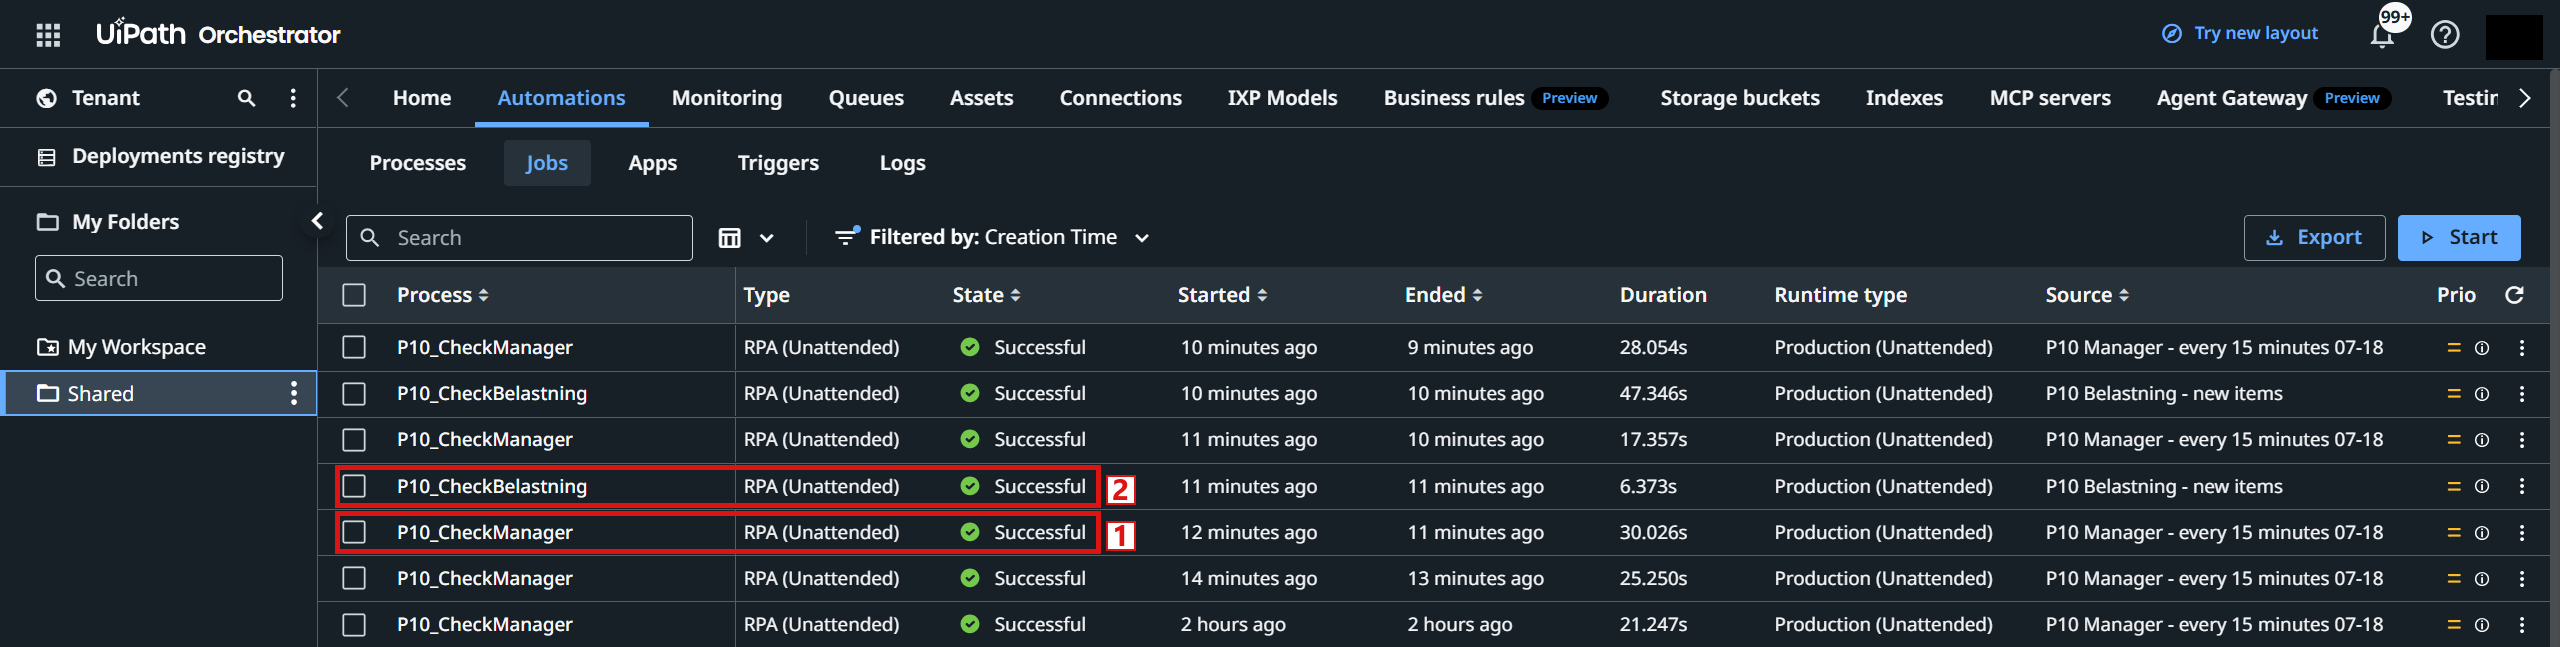 UiPath Orchestrator
Try new layout
99+
Tenant
Home Automations Monitoring Queues Assets Connections IXP Models Business rules Preview Storage buckets Indexes MCP servers Agent Gateway Preview Testin
Deployments registry
Processes Jobs Apps Triggers Logs
My Folders
Search
Search
Filtered by: Creation Time
Export
Start
My Workspace
Shared
Process Type State Started Ended Duration Runtime type Source Prio
P10_CheckManager RPA (Unattended) Successful 10 minutes ago 9 minutes ago 28.054s Production (Unattended) P10 Manager - every 15 minutes 07-18
P10_CheckBelastning RPA (Unattended) Successful 10 minutes ago 10 minutes ago 47.346s Production (Unattended) P10 Belastning - new items
P10_CheckManager RPA (Unattended) Successful 11 minutes ago 10 minutes ago 17.357s Production (Unattended) P10 Manager - every 15 minutes 07-18
P10_CheckBelastning RPA (Unattended) Successful 2 11 minutes ago 11 minutes ago 6.373s Production (Unattended) P10 Belastning - new items
P10_CheckManager RPA (Unattended) Successful 1 12 minutes ago 11 minutes ago 30.026s Production (Unattended) P10 Manager - every 15 minutes 07-18
P10_CheckManager RPA (Unattended) Successful 14 minutes ago 13 minutes ago 25.250s Production (Unattended) P10 Manager - every 15 minutes 07-18
P10_CheckManager RPA (Unattended) Successful 2 hours ago 2 hours ago 21.247s Production (Unattended) P10 Manager - every 15 minutes 07-18